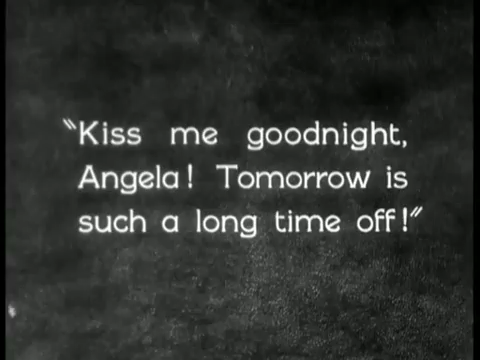 "Kiss me goodnight,
Angela! Tomorrow is
such a long time off!"